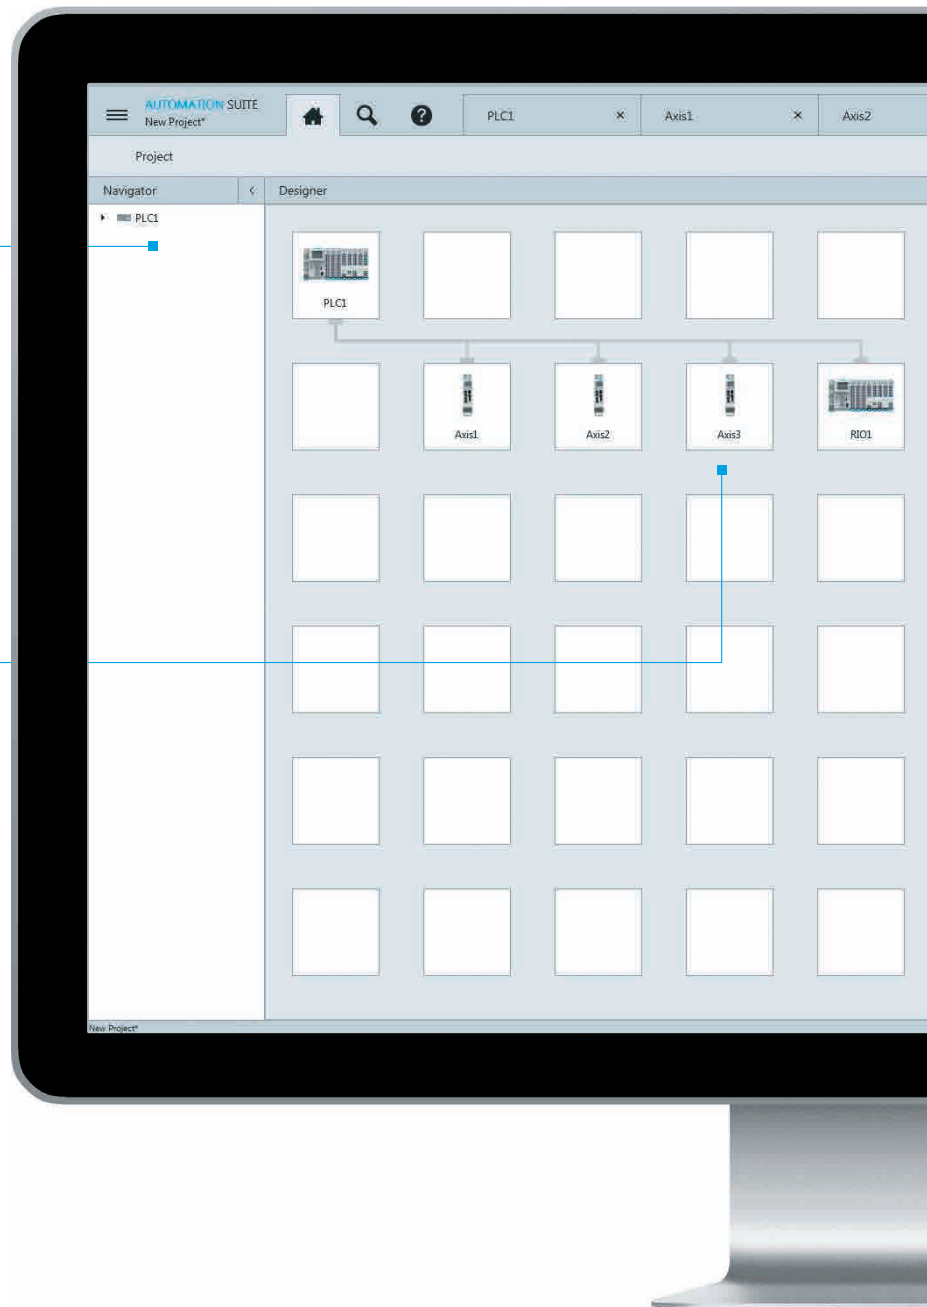 AUTOMATION SUITE
New Project*
PLC1
Axis1
Axis2
Project
Navigator
Designer
PLC1
PLC1
Axis1
Axis2
Axis3
RIO1
New Project*